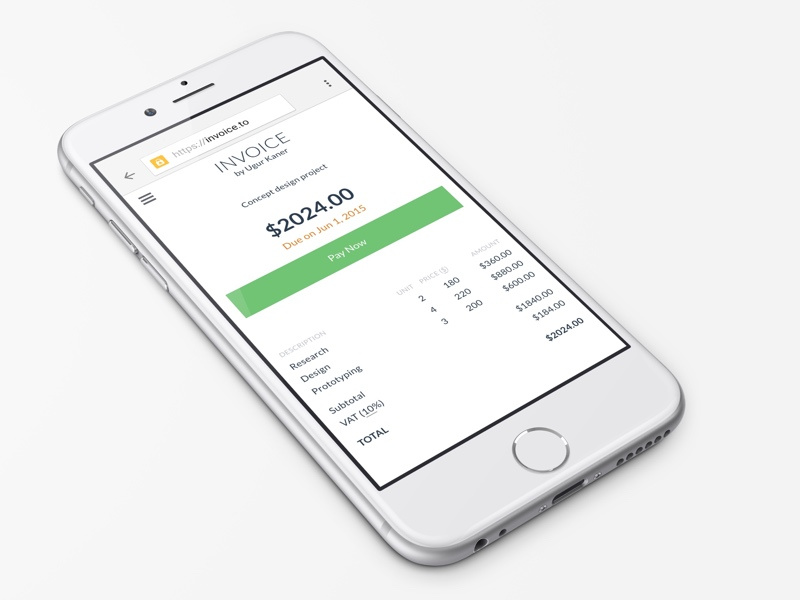 https://invoice.to
INVOICE
by Ugur Kaner
Concept design project
$2024.00
Due on Jun 1, 2015
Pay Now
DESCRIPTION UNIT PRICE ($) AMOUNT
Research 2 180 $360.00
Design 4 220 $880.00
Prototyping 3 200 $600.00
Subtotal $1840.00
VAT (10%) $184.00
TOTAL $2024.00